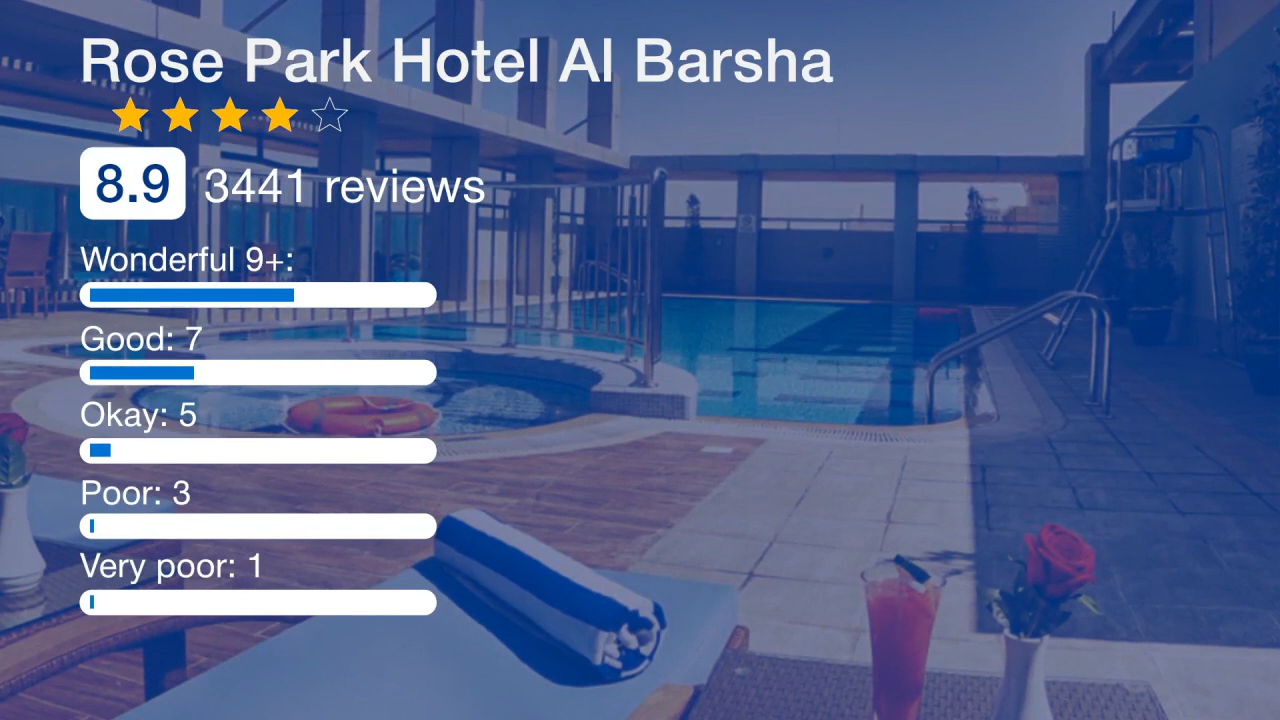 Rose Park Hotel Al Barsha
8.9 3441 reviews
Wonderful 9+:
Good: 7
Okay: 5
Poor: 3
Very poor: 1